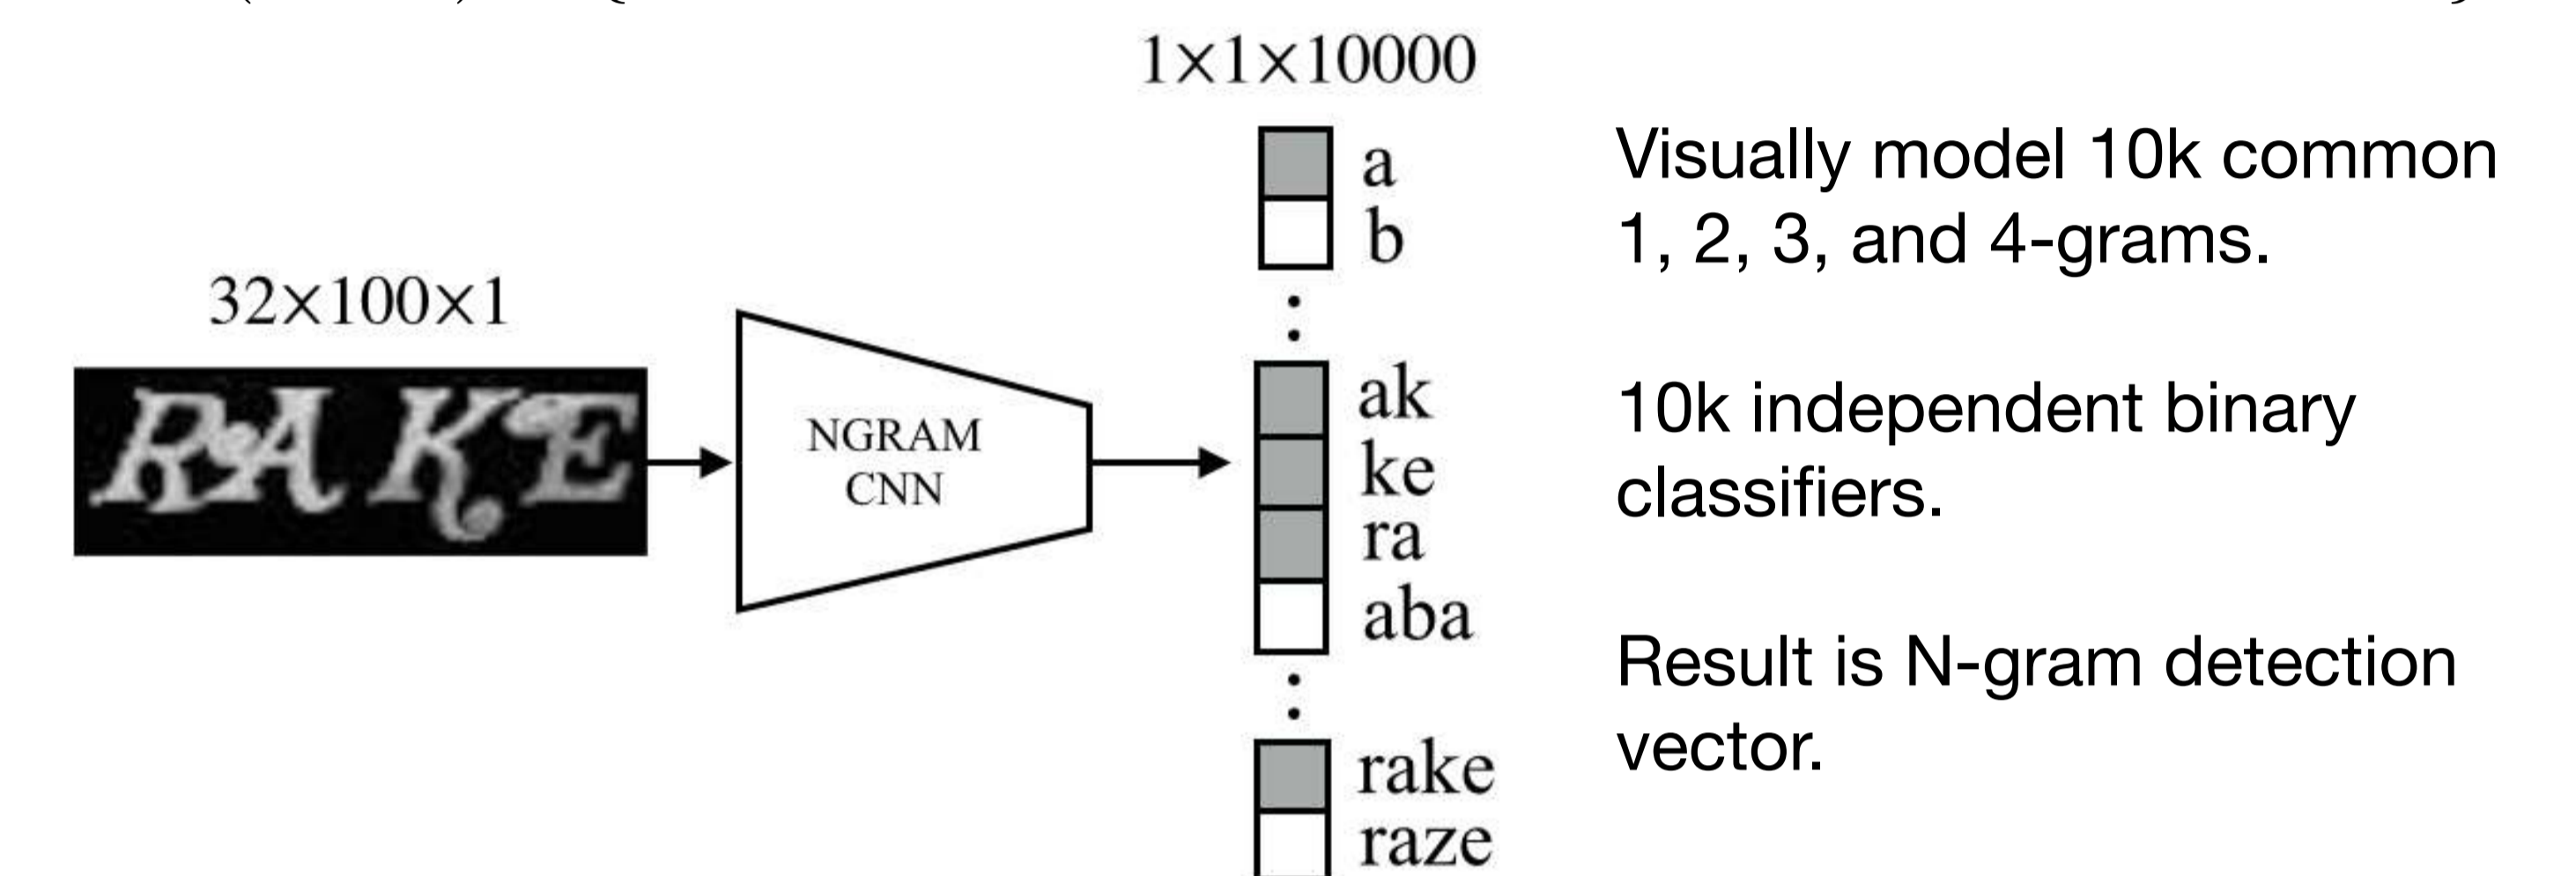 1×1×10000
a
b
32×100×1
RAKE
NGRAM
CNN
ak
ke
ra
aba
rake
raze
Visually model 10k common
1, 2, 3, and 4-grams.
10k independent binary
classifiers.
Result is N-gram detection
vector.